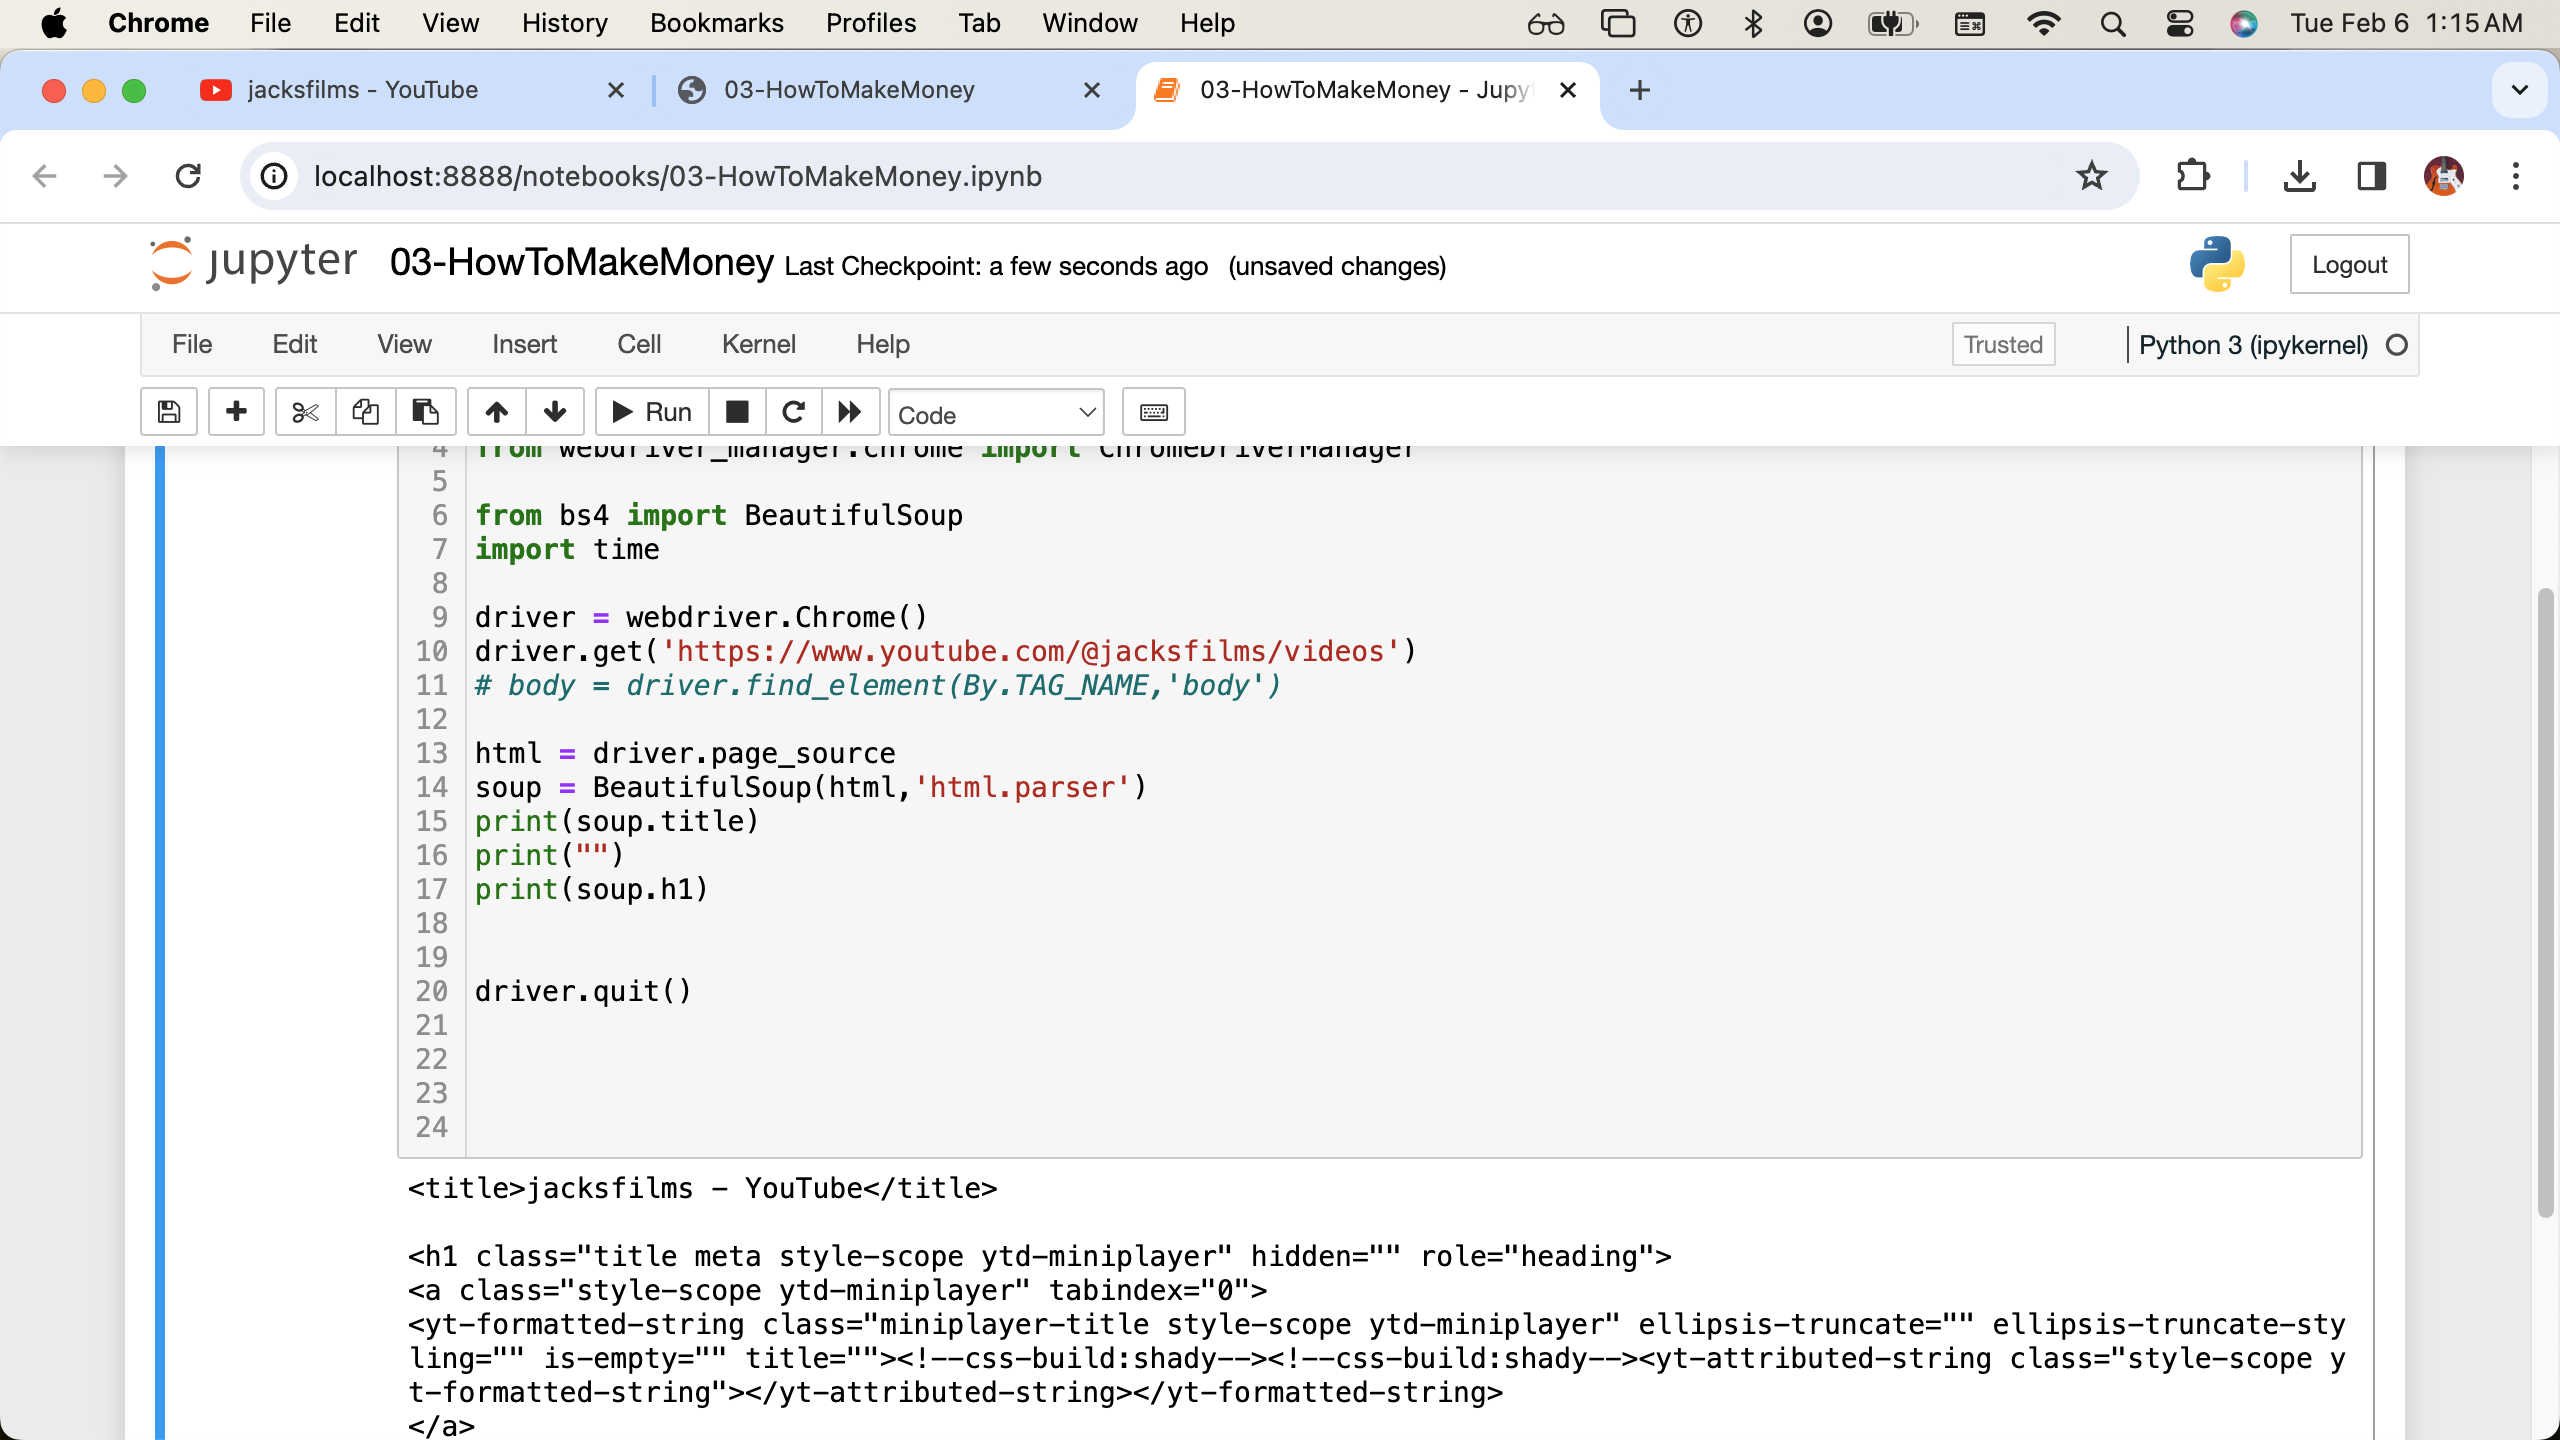 Chrome File Edit View History Bookmarks Profiles Tab Window Help Tue Feb 6 1:15 AM
jacksfilms - YouTube 03-HowToMakeMoney 03-HowToMakeMoney - Jupy
localhost:8888/notebooks/03-HowToMakeMoney.ipynb
jupyter 03-HowToMakeMoney Last Checkpoint: a few seconds ago (unsaved changes) Logout
File Edit View Insert Cell Kernel Help Trusted Python 3 (ipykernel)
Run Code
4 from webdriver_manager.chrome import ChromeDriverManager
5
6 from bs4 import BeautifulSoup
7 import time
8
9 driver = webdriver.Chrome()
10 driver.get('https://www.youtube.com/@jacksfilms/videos')
11 # body = driver.find_element(By.TAG_NAME,'body')
12
13 html = driver.page_source
14 soup = BeautifulSoup(html,'html.parser')
15 print(soup.title)
16 print("")
17 print(soup.h1)
18
19
20 driver.quit()
21
22
23
24
<title>jacksfilms - YouTube</title>
<h1 class="title meta style-scope ytd-miniplayer" hidden="" role="heading">
<a class="style-scope ytd-miniplayer" tabindex="0">
<yt-formatted-string class="miniplayer-title style-scope ytd-miniplayer" ellipsis-truncate="" ellipsis-truncate-sty
ling="" is-empty="" title=""><!--css-build:shady--><!--css-build:shady--><yt-attributed-string class="style-scope y
t-formatted-string"></yt-attributed-string></yt-formatted-string>
</a>